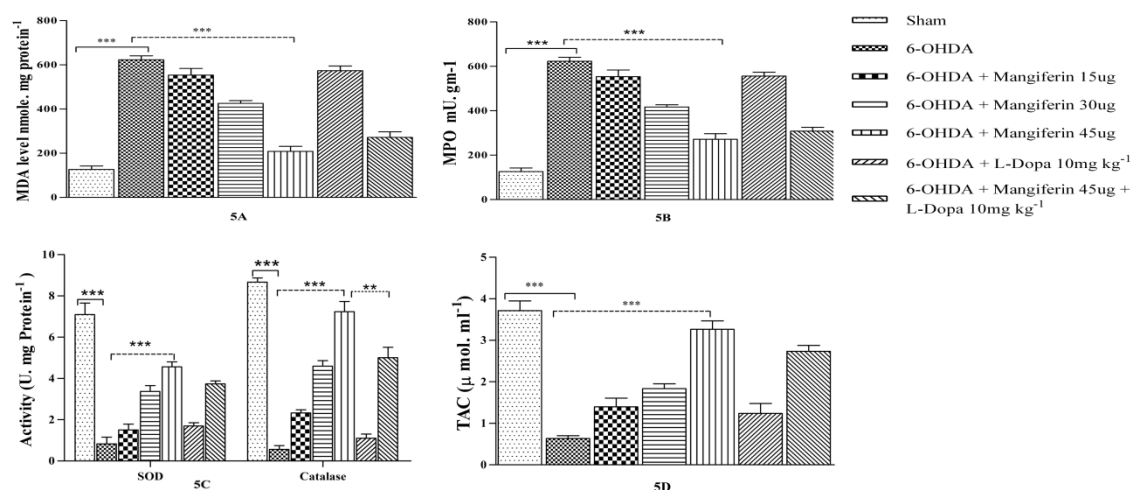 MDA level nmole. mg protein-1
800
600
400
200
0
***
***
5A
MPO mU. gm-1
800
600
400
200
0
***
***
5B
Sham
6-OHDA
6-OHDA + Mangiferin 15ug
6-OHDA + Mangiferin 30ug
6-OHDA + Mangiferin 45ug
6-OHDA + L-Dopa 10mg kg-1
6-OHDA + Mangiferin 45ug +
L-Dopa 10mg kg-1
Activity (U. mg Protein-1 )
10
8
6
4
2
0
***
***
***
***
**
SOD
Catalase
5C
TAC (μ mol. ml-1)
5
4
3
2
1
0
***
***
5D